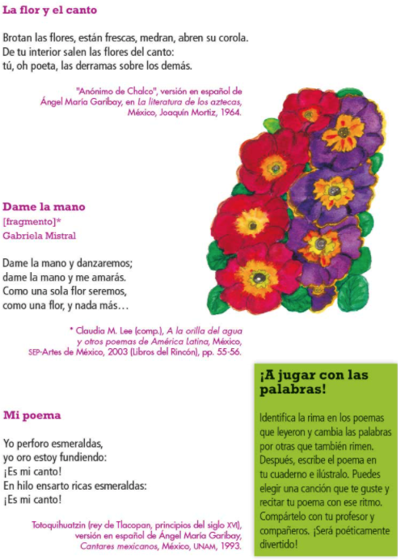 La flor y el canto
Brotan las flores, están frescas, medran, abren su corola.
De tu interior salen las flores del canto:
tú, oh poeta, las derramas sobre los demás.
"Anónimo de Chalco", versión en español de
Ángel María Garibay, en La literatura de los aztecas,
México, Joaquín Mortiz, 1964.
Dame la mano
[fragmento]*
Gabriela Mistral
Dame la mano y danzaremos;
dame la mano y me amarás.
Como una sola flor seremos,
como una flor, y nada más...
* Claudia M. Lee (comp.), A la orilla del agua
y otros poemas de América Latina, México,
SEP-Artes de México, 2003 (Libros del Rincón), pp. 55-56.
Mi poema
Yo perforo esmeraldas,
yo oro estoy fundiendo:
¡Es mi canto!
En hilo ensarto ricas esmeraldas:
¡Es mi canto!
Totoquihuatzin (rey de Tlacopan, principios del siglo XVI),
versión en español de Ángel María Garibay,
Cantares mexicanos, México, UNAM, 1993.
¡A jugar con las
palabras!
Identifica la rima en los poemas
que leyeron y cambia las palabras
por otras que también rimen.
Después, escribe el poema en
tu cuaderno e ilústralo. Puedes
elegir una canción que te guste y
recitar tu poema con ese ritmo.
Compártelo con tu profesor y
compañeros. ¡Será poéticamente
divertido!